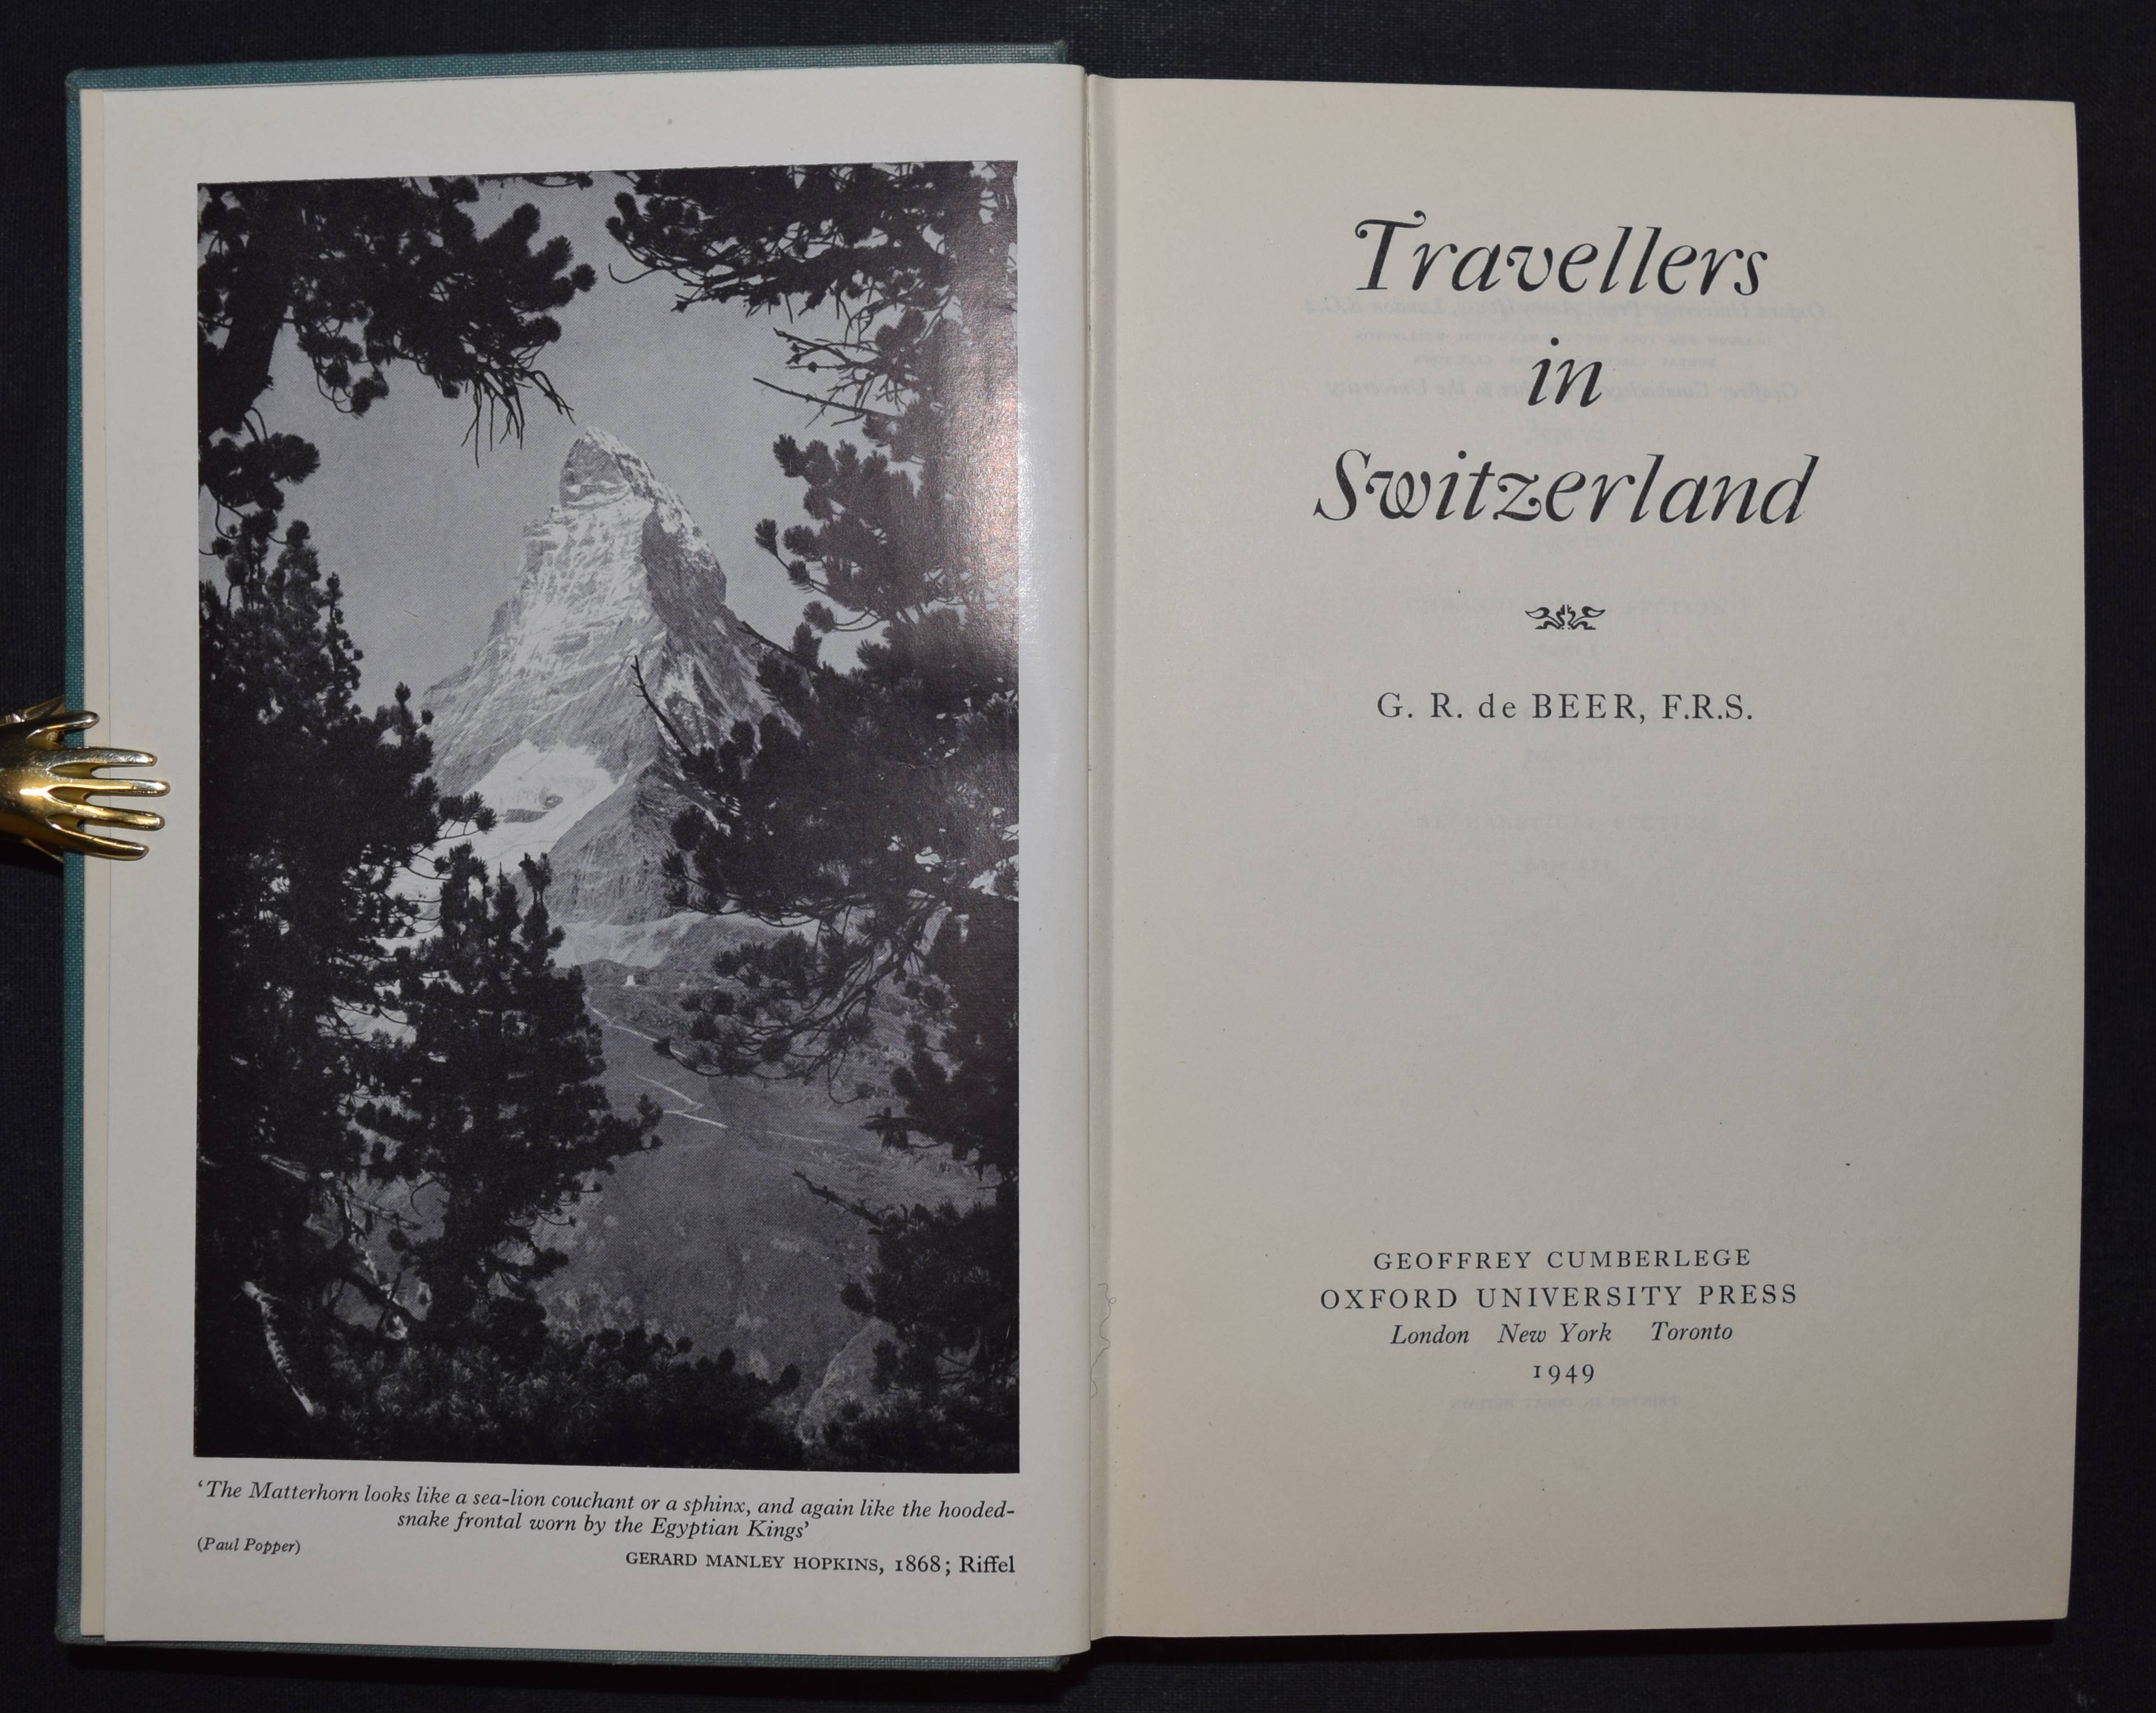 ‘The Matterhorn looks like a sea-lion couchant or a sphinx, and again like the hooded-
snake frontal worn by the Egyptian Kings’
(Paul Popper)
GERARD MANLEY HOPKINS, 1868; Riffel
Travellers
in
Switzerland
G. R. de BEER, F.R.S.
GEOFFREY CUMBERLEGE
OXFORD UNIVERSITY PRESS
London New York Toronto
1949